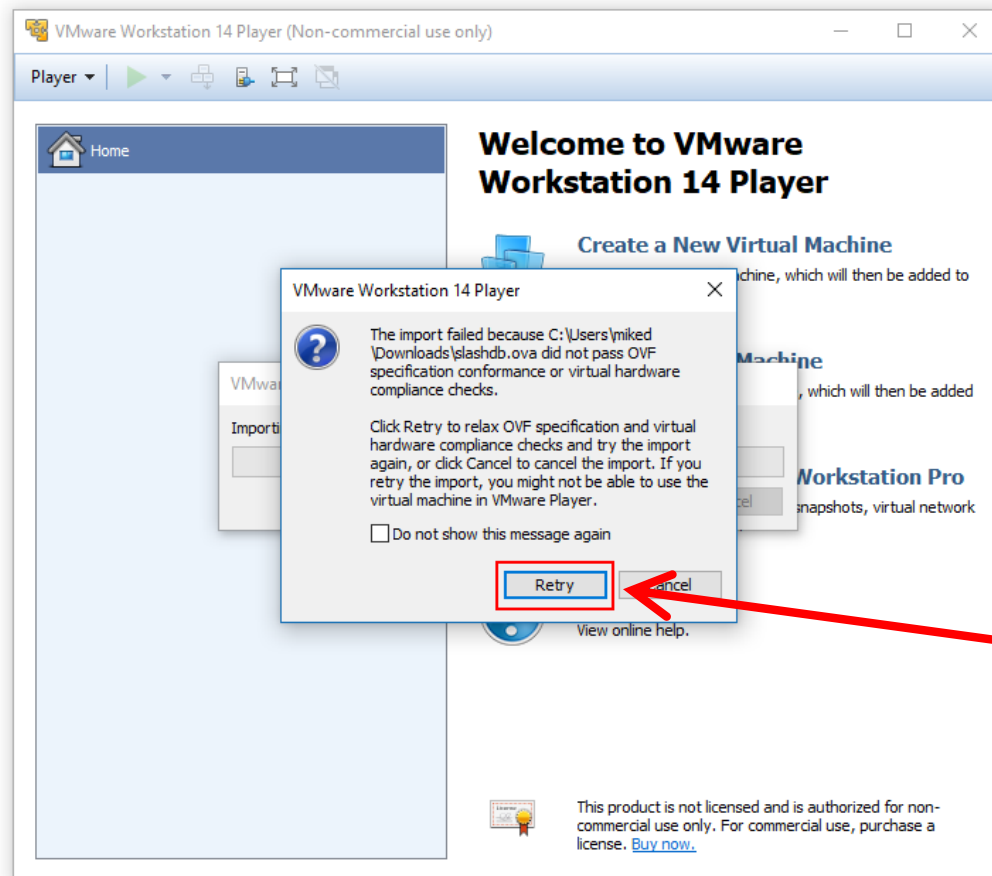 VMware Workstation 14 Player (Non-commercial use only)
Player
Home
Welcome to VMware
Workstation 14 Player
Create a New Virtual Machine
chine, which will then be added to
VMware Workstation 14 Player
The import failed because C:\Users\miked
\Downloads\slashdb.ova did not pass OVF
specification conformance or virtual hardware
compliance checks.
Click Retry to relax OVF specification and virtual
hardware compliance checks and try the import
again, or click Cancel to cancel the import. If you
retry the import, you might not be able to use the
virtual machine in VMware Player.
Do not show this message again
Retry
Cancel
VMwa
Importi
cel
Machine
, which will then be added
Workstation Pro
snapshots, virtual network
View online help.
This product is not licensed and is authorized for non-
commercial use only. For commercial use, purchase a
license. Buy now.